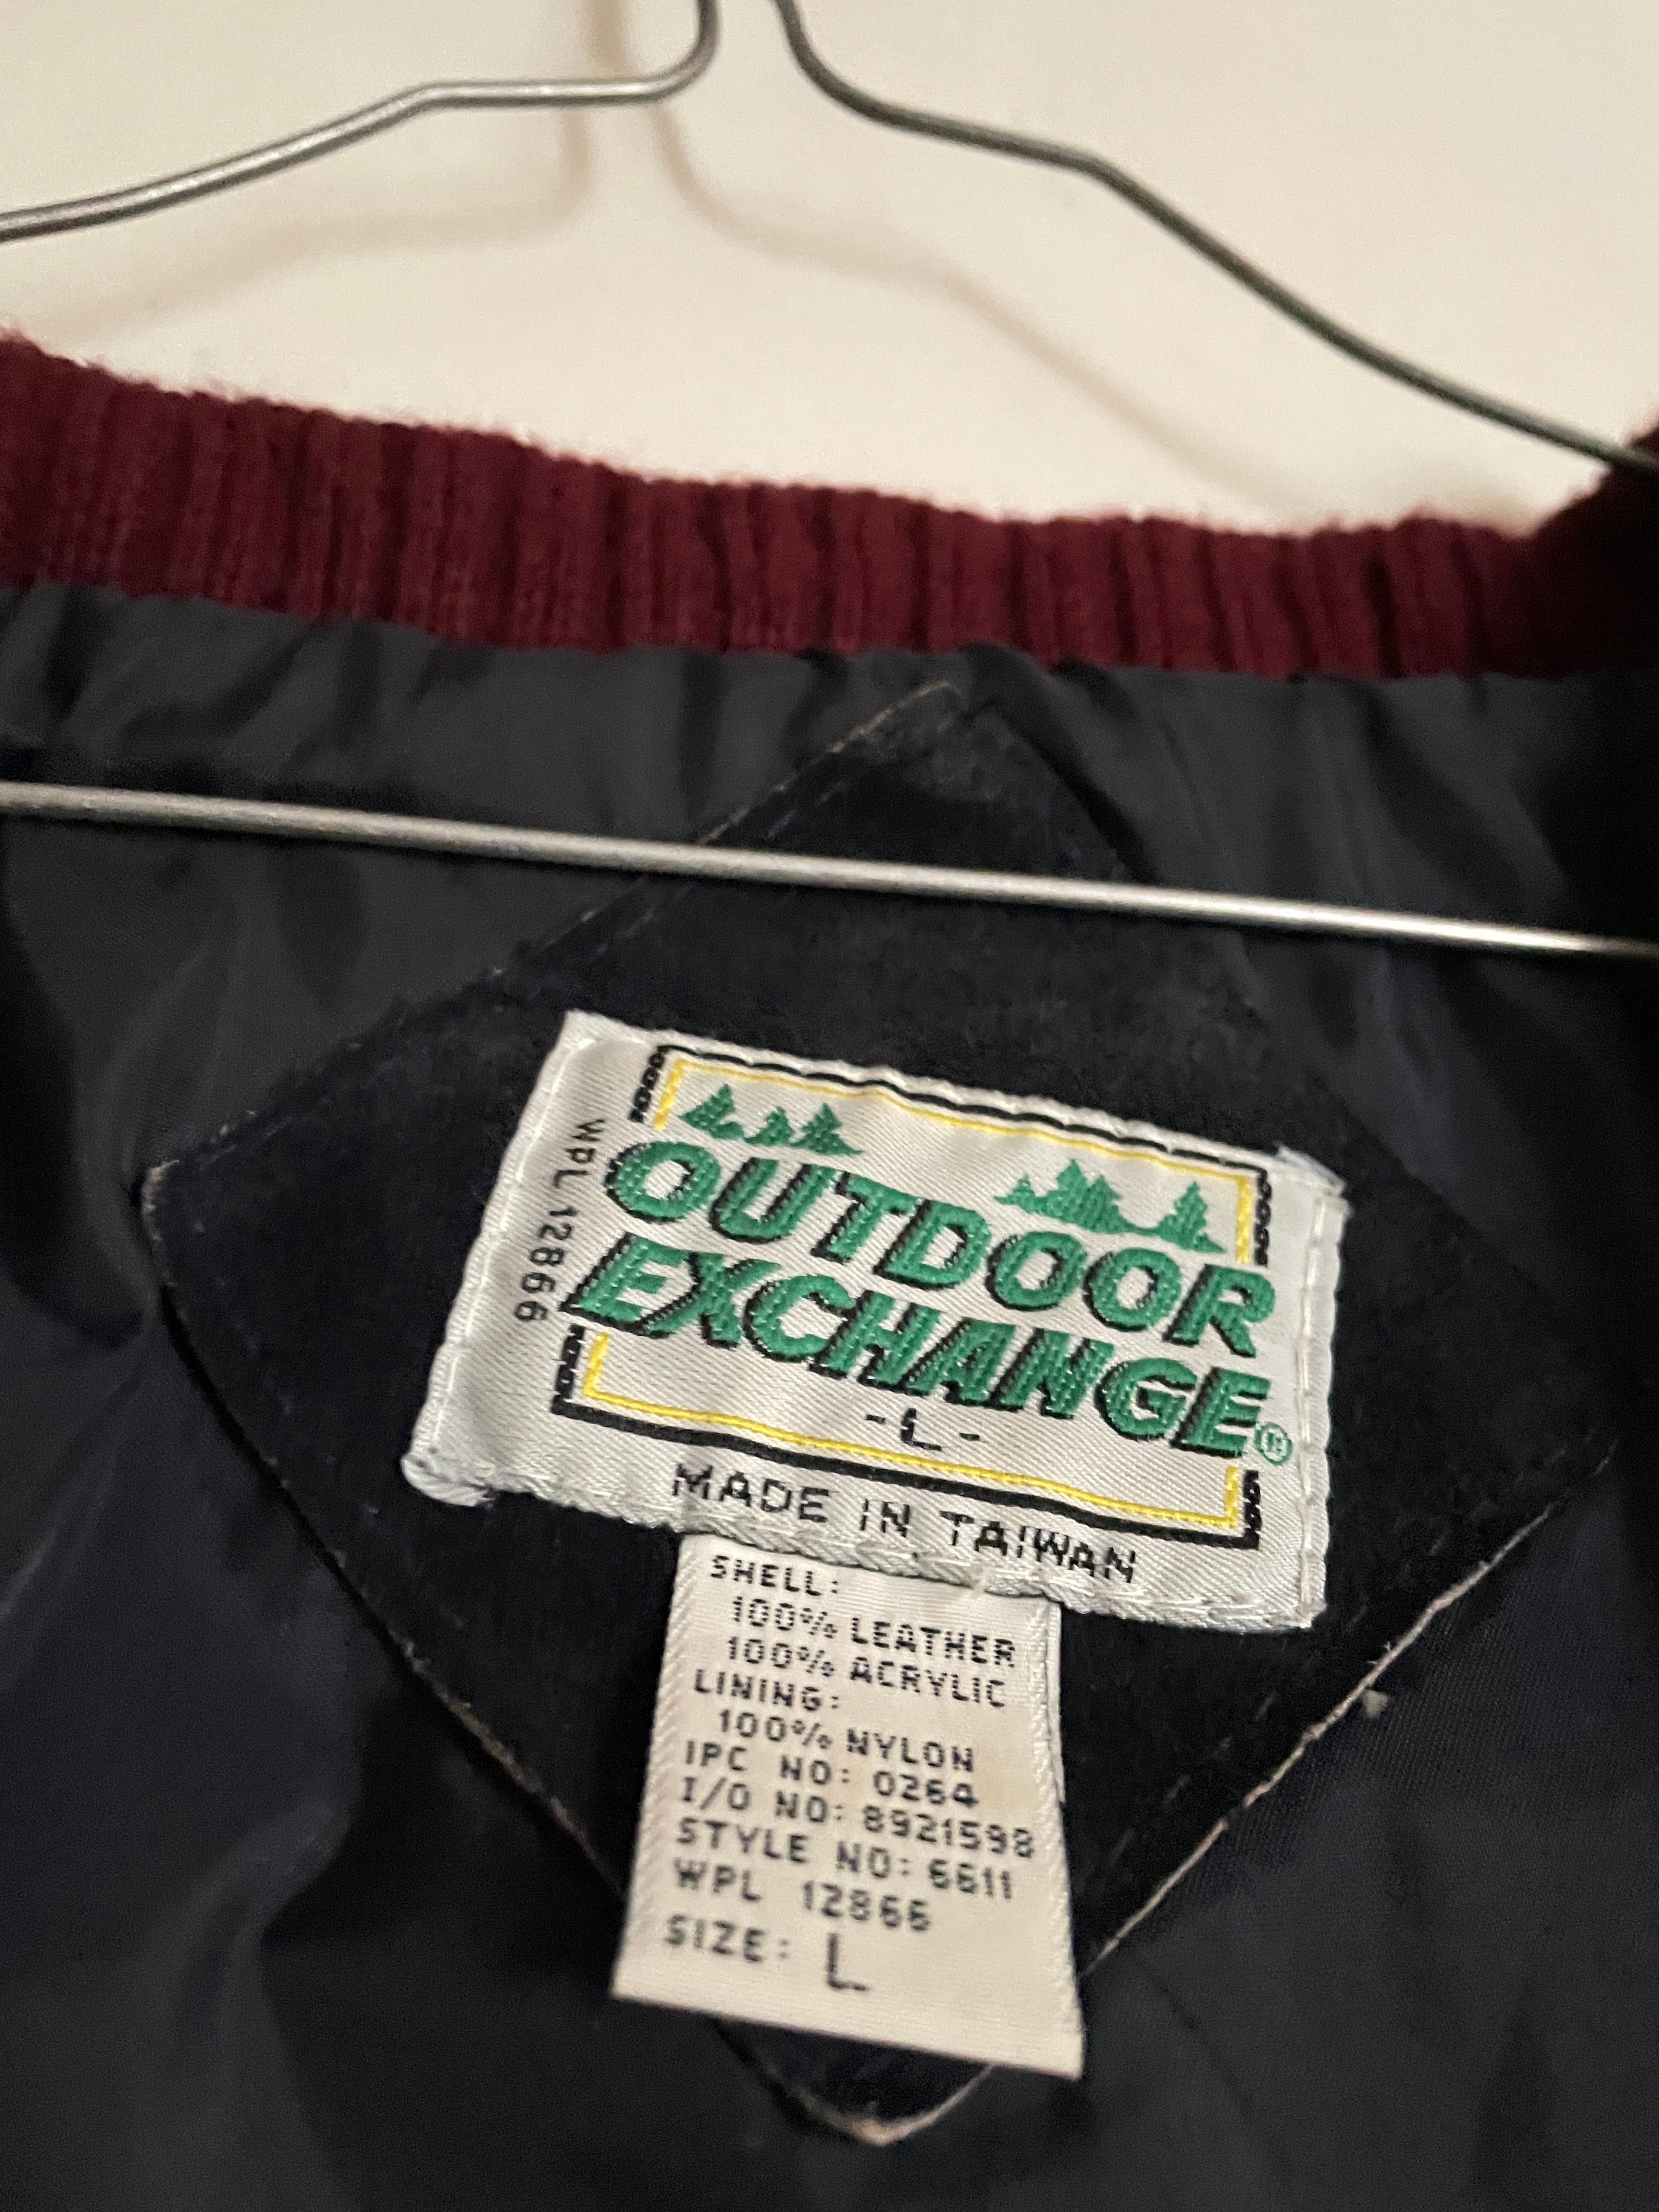 WPL 12866
OUTDOOR
EXCHANGE®
-L-
MADE IN TAIWAN
SHELL:
100% LEATHER
100% ACRYLIC
LINING:
100% NYLON
IPC NO: 0264
I/O NO: 8921598
STYLE NO: 6611
WPL 12866
SIZE: L